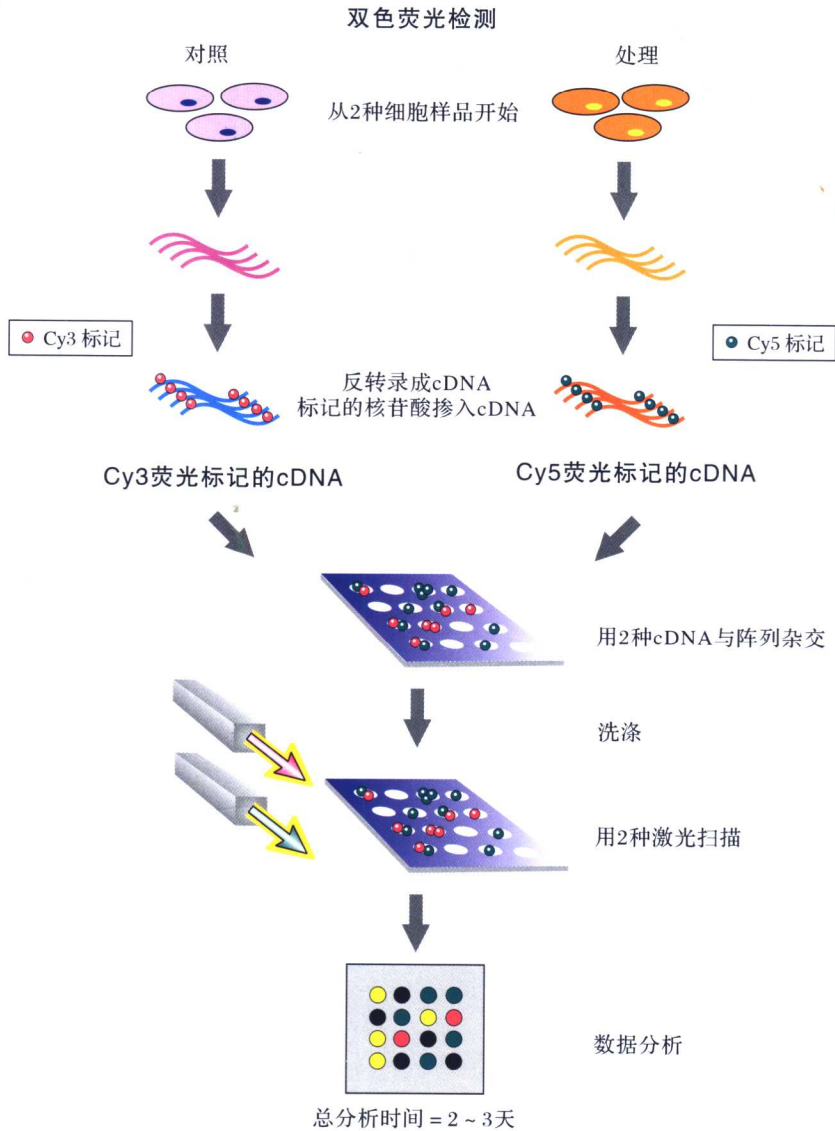 双色荧光检测
对照
处理
从2种细胞样品开始
Cy3 标记
Cy5 标记
反转录成cDNA
标记的核苷酸掺入cDNA
Cy3荧光标记的cDNA
Cy5荧光标记的cDNA
用2种cDNA与阵列杂交
洗涤
用2种激光扫描
数据分析
总分析时间 = 2 ~ 3天